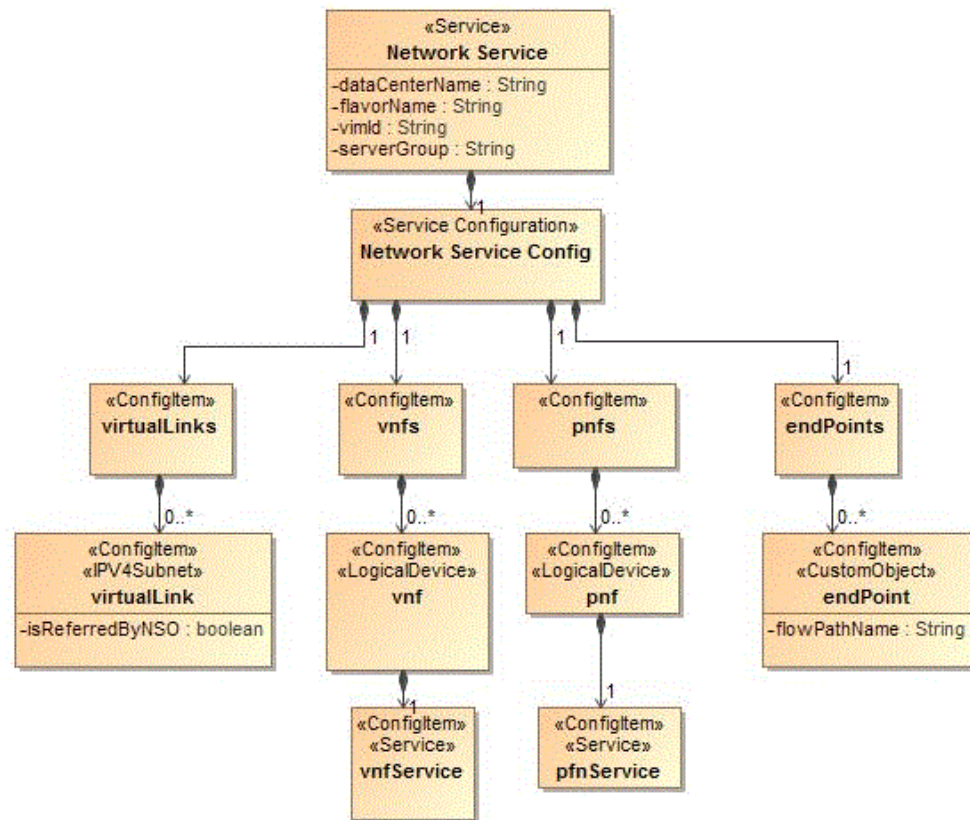 «Service»
Network Service
-dataCenterName : String
-flavorName : String
-vimId : String
-serverGroup : String
1
«Service Configuration»
Network Service Config
1
1
1
1
«ConfigItem»
virtualLinks
«ConfigItem»
vnfs
«ConfigItem»
pnfs
«ConfigItem»
endPoints
0..*
0..*
0..*
0..*
«ConfigItem»
«IPV4Subnet»
virtualLink
-isReferredByNSO : boolean
«ConfigItem»
«LogicalDevice»
vnf
«ConfigItem»
«LogicalDevice»
pnf
«ConfigItem»
«CustomObject»
endPoint
-flowPathName : String
1
1
«ConfigItem»
«Service»
vnfService
«ConfigItem»
«Service»
pfnService